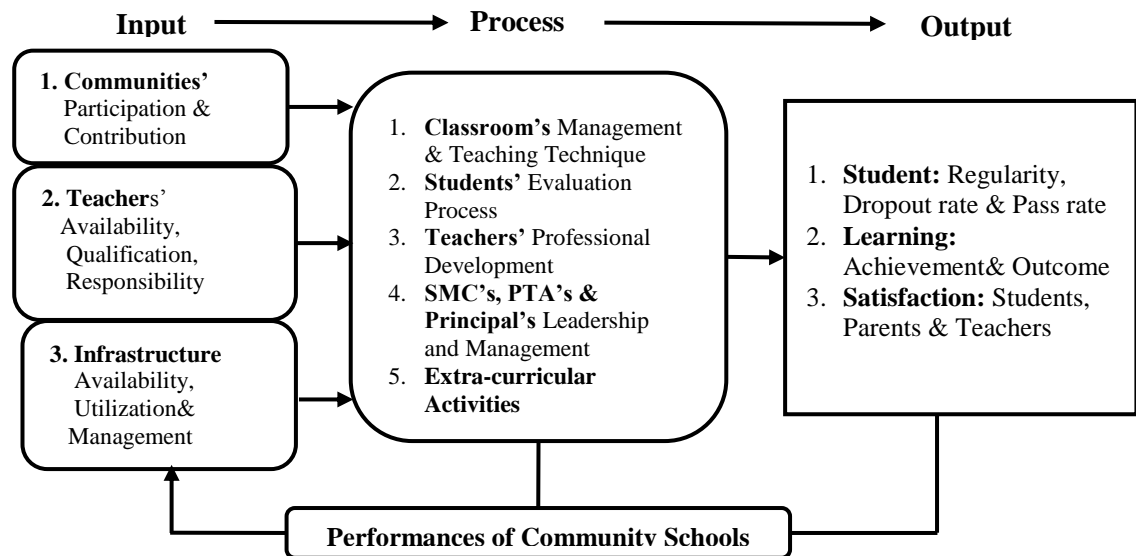 Input Process Output
1. Communities’
Participation &
Contribution
2. Teachers’
Availability,
Qualification,
Responsibility
3. Infrastructure
Availability,
Utilization&
Management
1. Classroom’s Management
& Teaching Technique
2. Students’ Evaluation
Process
3. Teachers’ Professional
Development
4. SMC’s, PTA’s &
Principal’s Leadership
and Management
5. Extra-curricular
Activities
1. Student: Regularity,
Dropout rate & Pass rate
2. Learning:
Achievement& Outcome
3. Satisfaction: Students,
Parents & Teachers
Performances of Community Schools